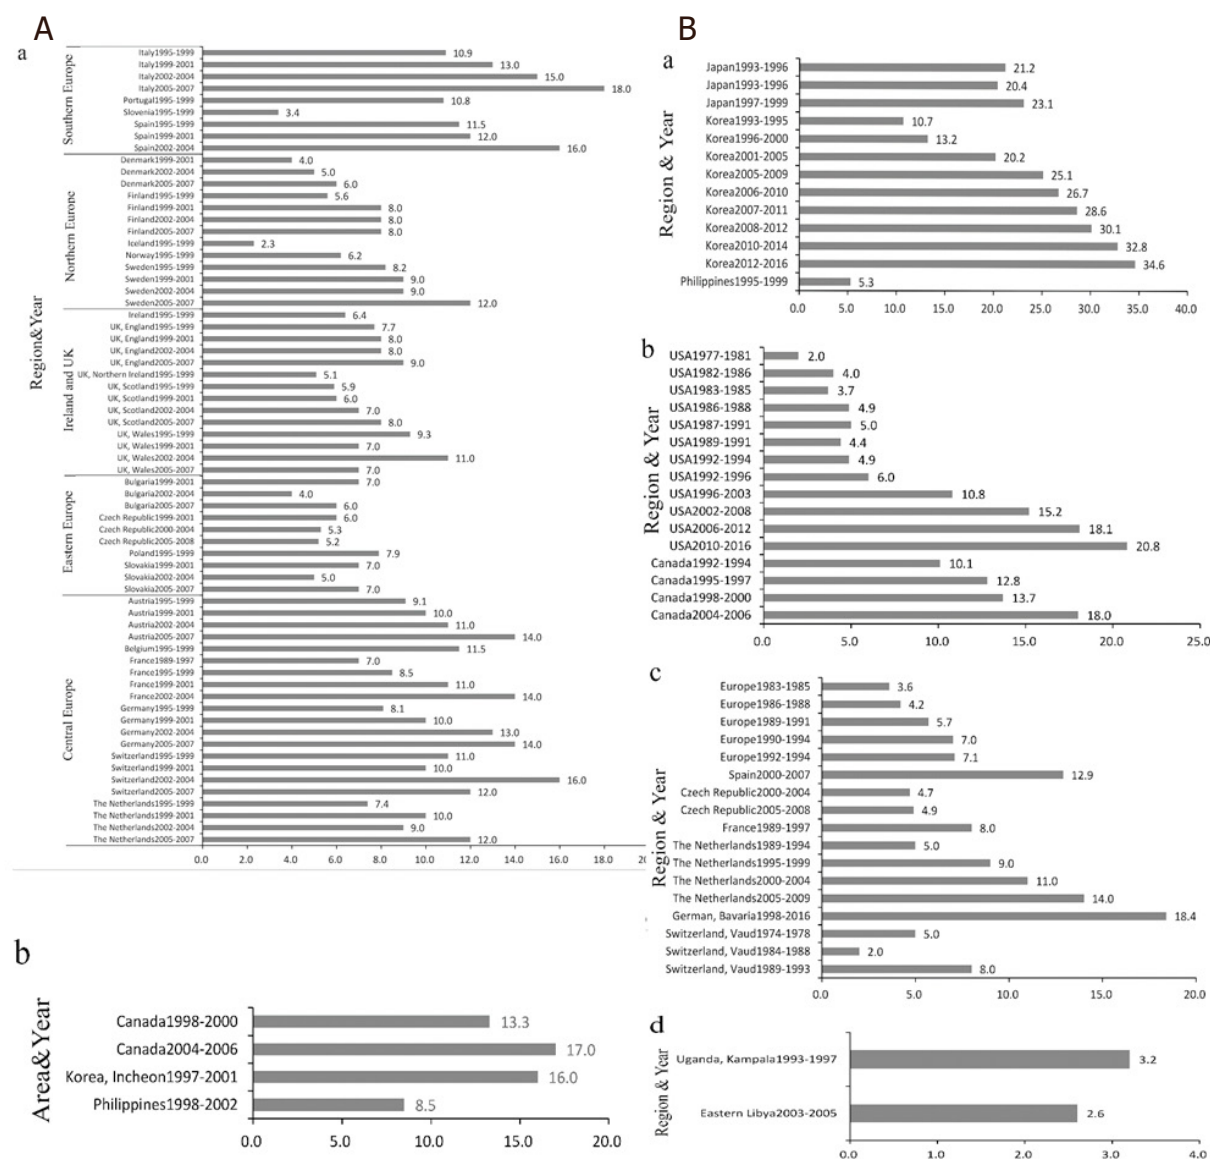 A
a
Region&Year
Southern Europe
Italy1995-1999 10.9
Italy1999-2001 13.0
Italy2002-2004 15.0
Italy2005-2007 18.0
Portugal1995-1999 10.8
Slovenia1995-1999 3.4
Spain1995-1999 11.5
Spain1999-2001 12.0
Spain2002-2004 16.0
Northern Europe
Denmark1999-2001 4.0
Denmark2002-2004 5.0
Denmark2005-2007 6.0
Finland1995-1999 5.6
Finland1999-2001 8.0
Finland2002-2004 8.0
Finland2005-2007 8.0
Iceland1995-1999 2.3
Norway1995-1999 6.2
Sweden1995-1999 8.2
Sweden1999-2001 9.0
Sweden2002-2004 9.0
Sweden2005-2007 12.0
Ireland and UK
Ireland1995-1999 6.4
UK, England1995-1999 7.7
UK, England1999-2001 8.0
UK, England2002-2004 8.0
UK, England2005-2007 9.0
UK, Northern Ireland1995-1999 5.1
UK, Scotland1995-1999 5.9
UK, Scotland1999-2001 6.0
UK, Scotland2002-2004 7.0
UK, Scotland2005-2007 8.0
UK, Wales1995-1999 9.3
UK, Wales1999-2001 7.0
UK, Wales2002-2004 11.0
UK, Wales2005-2007 7.0
Eastern Europe
Bulgaria1999-2001 7.0
Bulgaria2002-2004 4.0
Bulgaria2005-2007 6.0
Czech Republic1999-2001 6.0
Czech Republic2000-2004 5.3
Czech Republic2005-2008 5.2
Poland1995-1999 7.9
Slovakia1999-2001 7.0
Slovakia2002-2004 5.0
Slovakia2005-2007 7.0
Central Europe
Austria1995-1999 9.1
Austria1999-2001 10.0
Austria2002-2004 11.0
Austria2005-2007 14.0
Belgium1995-1999 11.5
France1989-1997 7.0
France1995-1999 8.5
France1999-2001 11.0
France2002-2004 14.0
Germany1995-1999 8.1
Germany1999-2001 10.0
Germany2002-2004 13.0
Germany2005-2007 14.0
Switzerland1995-1999 11.0
Switzerland1999-2001 10.0
Switzerland2002-2004 16.0
Switzerland2005-2007 12.0
The Netherlands1995-1999 7.4
The Netherlands1999-2001 10.0
The Netherlands2002-2004 9.0
The Netherlands2005-2007 12.0
0.0 2.0 4.0 6.0 8.0 10.0 12.0 14.0 16.0 18.0
b
Area&Year
Canada1998-2000 13.3
Canada2004-2006 17.0
Korea, Incheon1997-2001 16.0
Philippines1998-2002 8.5
0.0 5.0 10.0 15.0 20.0
B
a
Region & Year
Japan1993-1996 21.2
Japan1993-1996 20.4
Japan1997-1999 23.1
Korea1993-1995 10.7
Korea1996-2000 13.2
Korea2001-2005 20.2
Korea2005-2009 25.1
Korea2006-2010 26.7
Korea2007-2011 28.6
Korea2008-2012 30.1
Korea2010-2014 32.8
Korea2012-2016 34.6
Philippines1995-1999 5.3
0.0 5.0 10.0 15.0 20.0 25.0 30.0 35.0 40.0
b
Region & Year
USA1977-1981 2.0
USA1982-1986 4.0
USA1983-1985 3.7
USA1986-1988 4.9
USA1987-1991 5.0
USA1989-1991 4.4
USA1992-1994 4.9
USA1992-1996 6.0
USA1996-2003 10.8
USA2002-2008 15.2
USA2006-2012 18.1
USA2010-2016 20.8
Canada1992-1994 10.1
Canada1995-1997 12.8
Canada1998-2000 13.7
Canada2004-2006 18.0
0.0 5.0 10.0 15.0 20.0 25.0
c
Region & Year
Europe1983-1985 3.6
Europe1986-1988 4.2
Europe1989-1991 5.7
Europe1990-1994 7.0
Europe1992-1994 7.1
Spain2000-2007 12.9
Czech Republic2000-2004 4.7
Czech Republic2005-2008 4.9
France1989-1997 8.0
The Netherlands1989-1994 5.0
The Netherlands1995-1999 9.0
The Netherlands2000-2004 11.0
The Netherlands2005-2009 14.0
German, Bavaria1998-2016 18.4
Switzerland, Vaud1974-1978 5.0
Switzerland, Vaud1984-1988 2.0
Switzerland, Vaud1989-1993 8.0
0.0 5.0 10.0 15.0 20.0
d
Region & Year
Uganda, Kampala1993-1997 3.2
Eastern Libya2003-2005 2.6
0.0 1.0 2.0 3.0 4.0